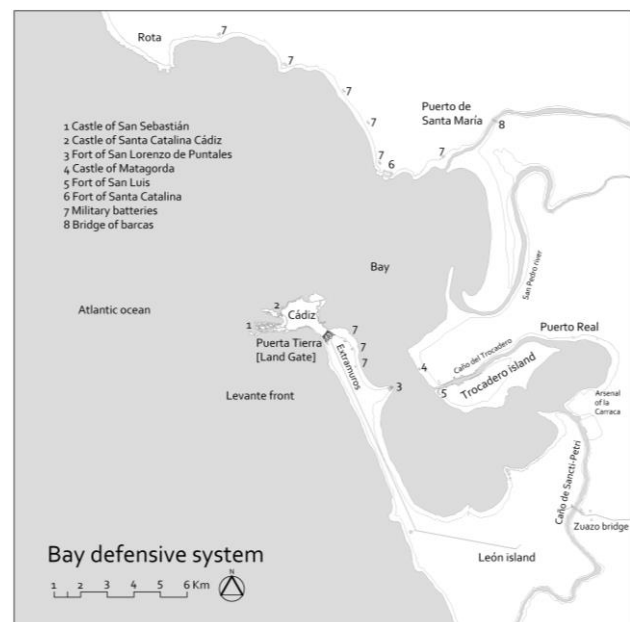 Rota
7
7
7
7
7
6
7
8
Puerto de
Santa María
1 Castle of San Sebastián
2 Castle of Santa Catalina Cádiz
3 Fort of San Lorenzo de Puntales
4 Castle of Matagorda
5 Fort of San Luis
6 Fort of Santa Catalina
7 Military batteries
8 Bridge of barcas
San Pedro river
Bay
Atlantic ocean
2
1
Cádiz
Puerta Tierra
[Land Gate]
7
7
7
Extramuros
3
4
5
Caño del Trocadero
Puerto Real
Trocadero island
Levante front
Arsenal
of la
Carraca
Caño de Sancti-Petri
Zuazo bridge
León island
Bay defensive system
1 2 3 4 5 6 Km
N